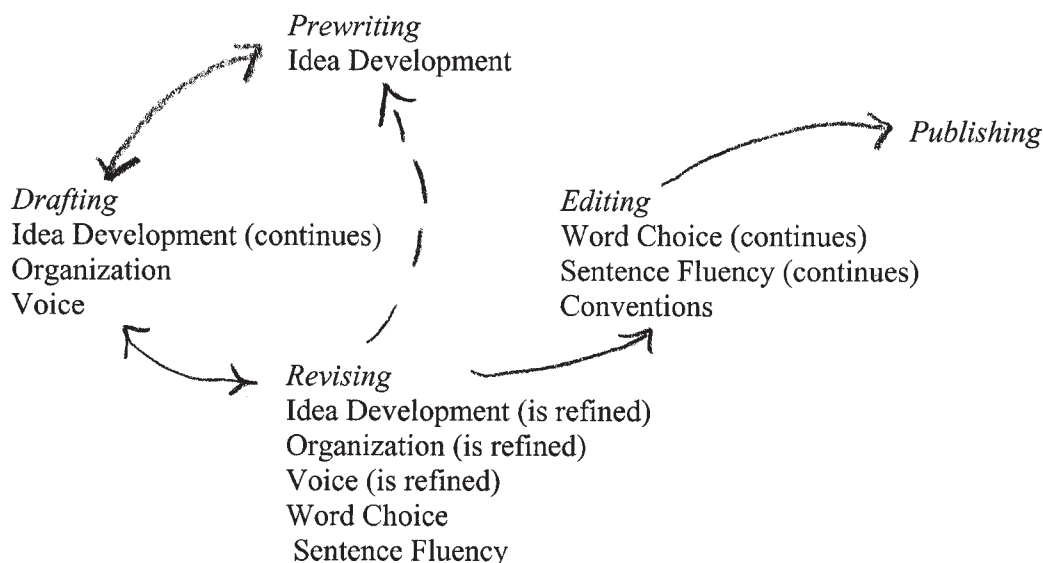 Prewriting
Idea Development
Publishing
Drafting
Idea Development (continues)
Organization
Voice
Editing
Word Choice (continues)
Sentence Fluency (continues)
Conventions
Revising
Idea Development (is refined)
Organization (is refined)
Voice (is refined)
Word Choice
Sentence Fluency